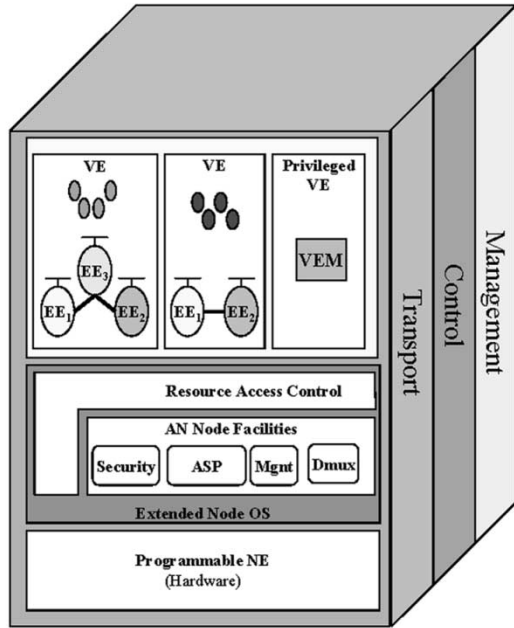 VE
VE
Privileged
VE
VEM
EE3
EE1
EE2
EE1
EE2
Resource Access Control
AN Node Facilities
Security
ASP
Mgnt
Dmux
Extended Node OS
Programmable NE
(Hardware)
Transport
Control
Management